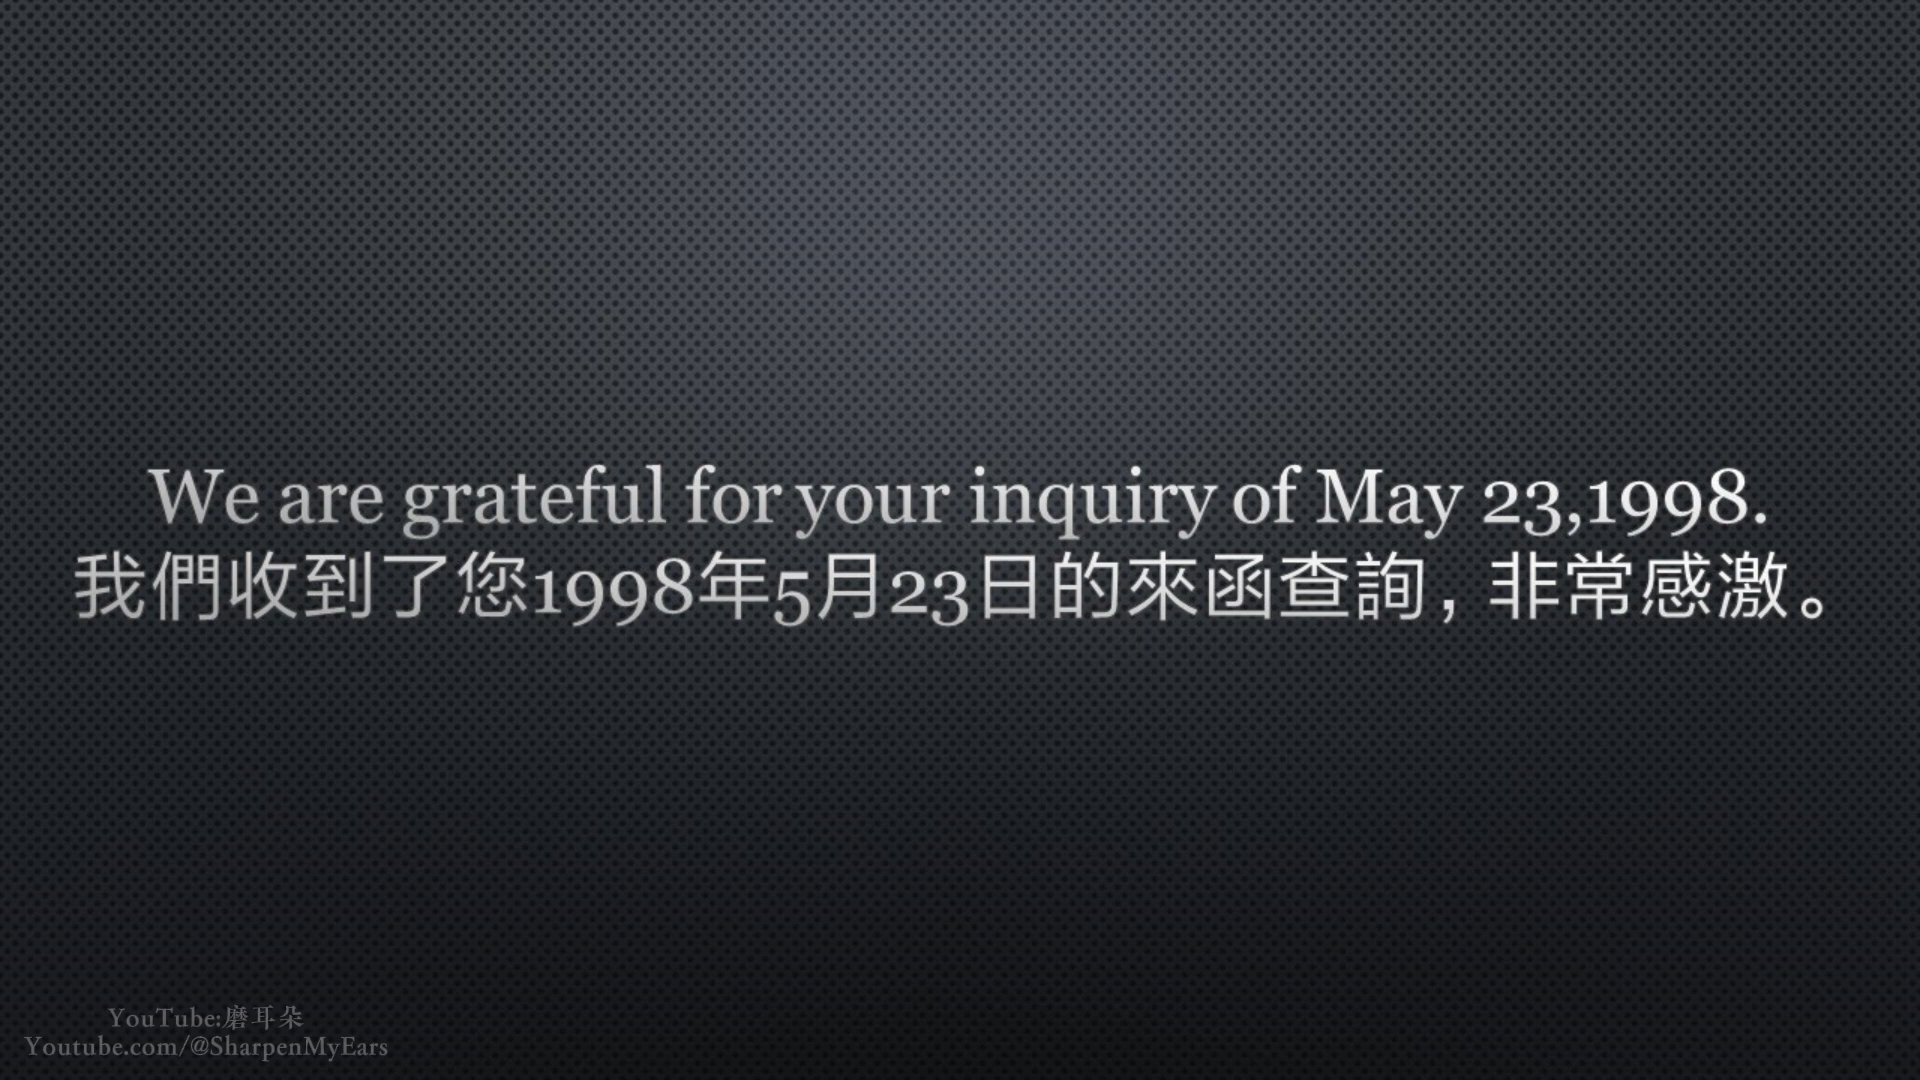 We are grateful for your inquiry of May 23,1998.
我們收到了您1998年5月23日的來函查詢，非常感激。
YouTube:磨耳朵
Youtube.com/@SharpenMyEars